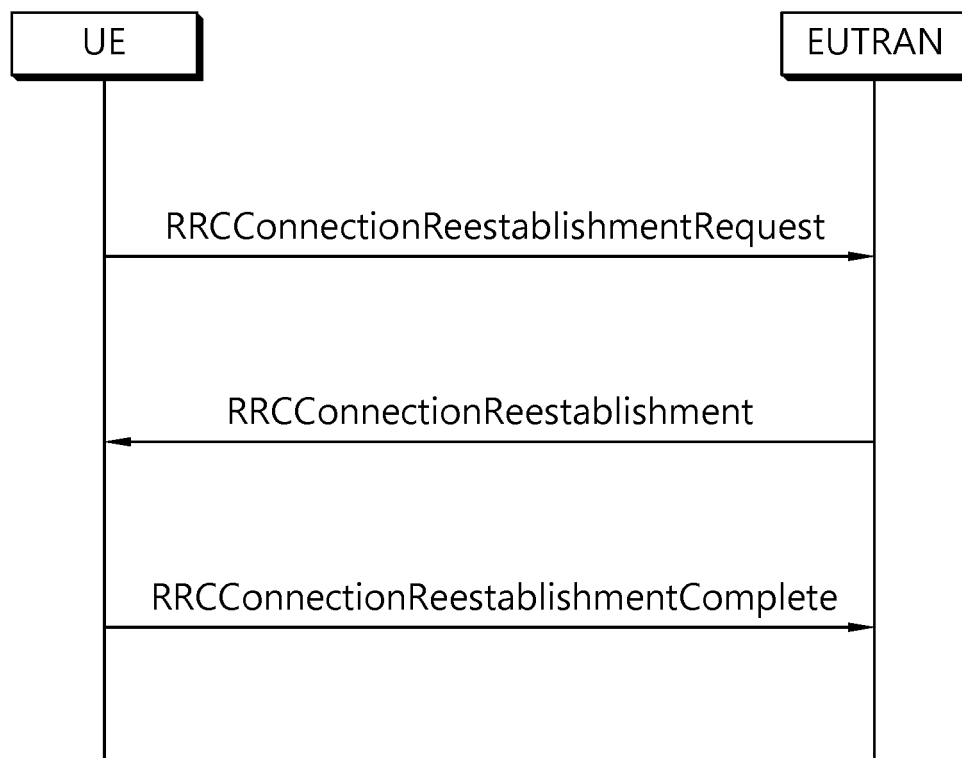 UE
EUTRAN
RRCConnectionReestablishmentRequest
RRCConnectionReestablishment
RRCConnectionReestablishmentComplete